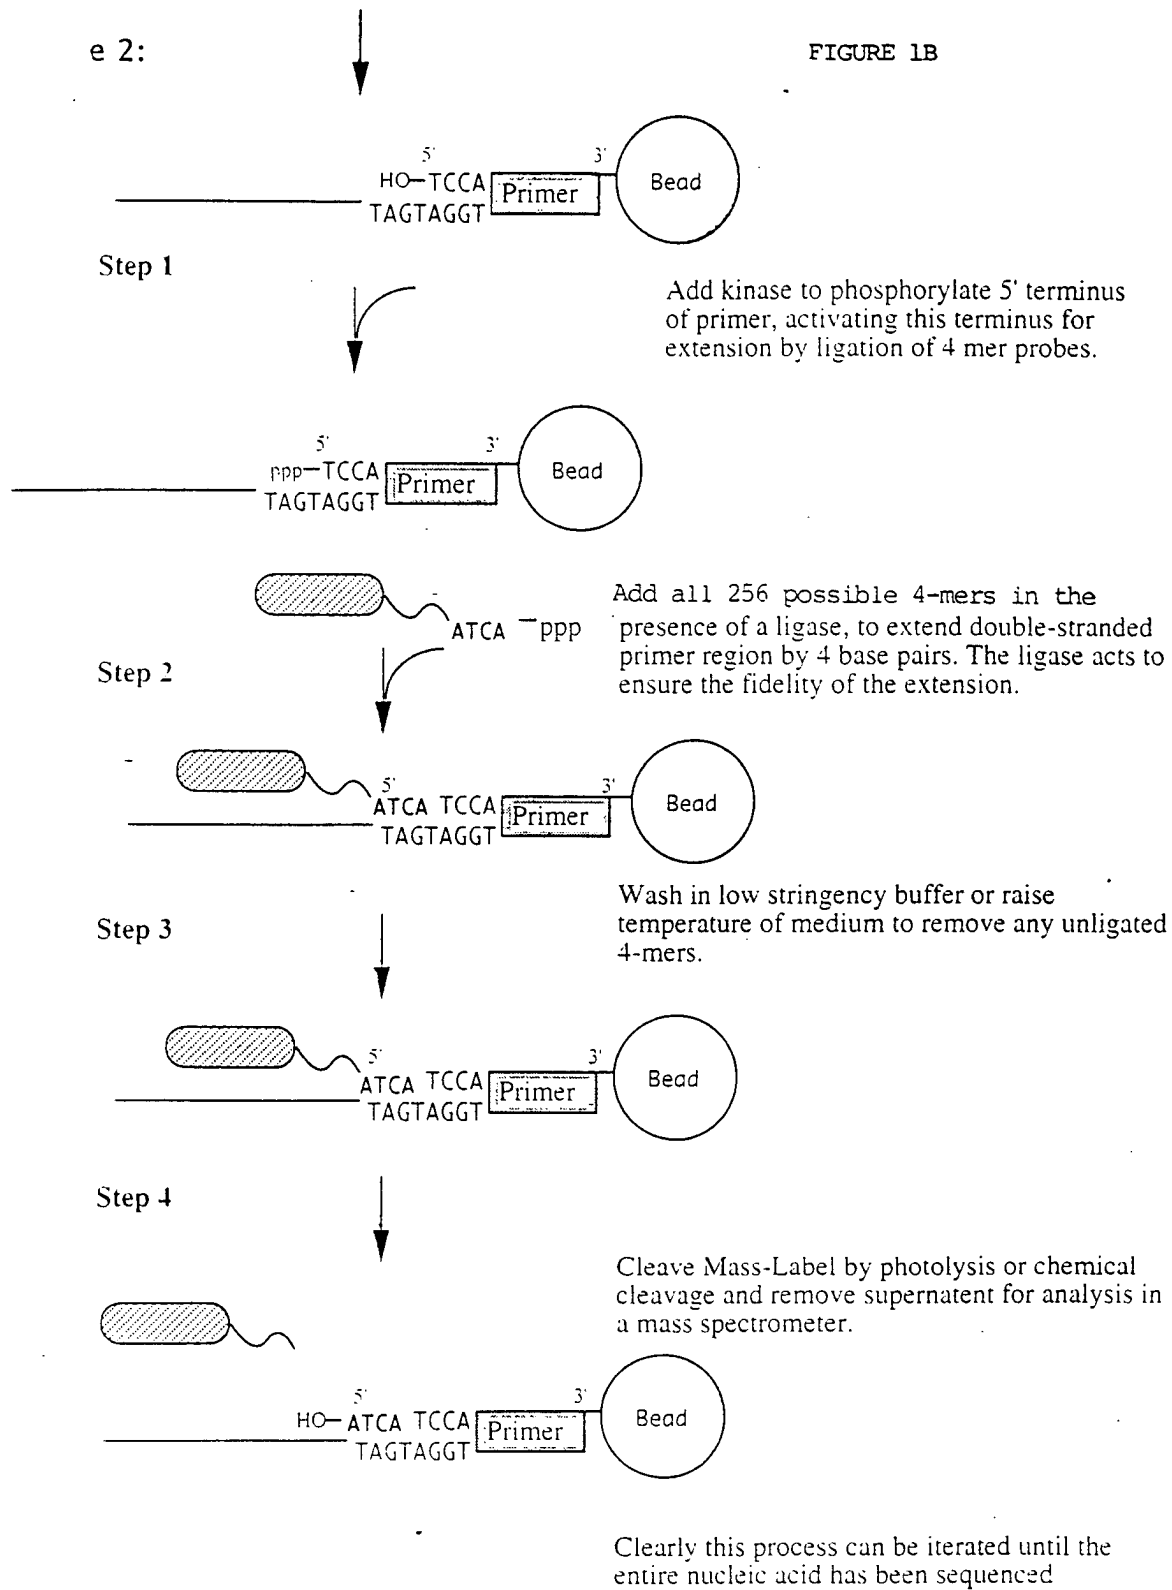 e 2:
FIGURE 1B
5' 3'
HO–TCCA Primer Bead
TAGTAGGT
Step 1
Add kinase to phosphorylate 5' terminus
of primer, activating this terminus for
extension by ligation of 4 mer probes.
5' 3'
ppp–TCCA Primer Bead
TAGTAGGT
ATCA –ppp
Add all 256 possible 4-mers in the
presence of a ligase, to extend double-stranded
primer region by 4 base pairs. The ligase acts to
ensure the fidelity of the extension.
Step 2
5' 3'
ATCA TCCA Primer Bead
TAGTAGGT
Wash in low stringency buffer or raise
temperature of medium to remove any unligated
4-mers.
Step 3
5' 3'
ATCA TCCA Primer Bead
TAGTAGGT
Step 4
Cleave Mass-Label by photolysis or chemical
cleavage and remove supernatent for analysis in
a mass spectrometer.
5' 3'
HO–ATCA TCCA Primer Bead
TAGTAGGT
Clearly this process can be iterated until the
entire nucleic acid has been sequenced